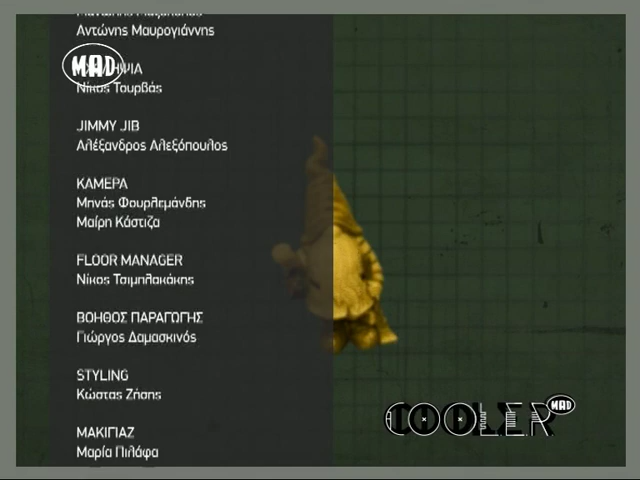 Αντώνης Μαυρογιάννης
MAD
Νίκος Τουρβάς
JIMMY JIB
Αλέξανδρος Αλεξόπουλος
ΚΑΜΕΡΑ
Μηνάς Φουρλεμάνδης
Μαίρη Κάστιζα
FLOOR MANAGER
Νίκος Τσιμπλακάκης
ΒΟΗΘΟΣ ΠΑΡΑΓΩΓΗΣ
Γιώργος Δαμασκινός
STYLING
Κώστας Ζήσης
ΜΑΚΙΓΙΑΖ
Μαρία Πιλάφα
COOLER MAD